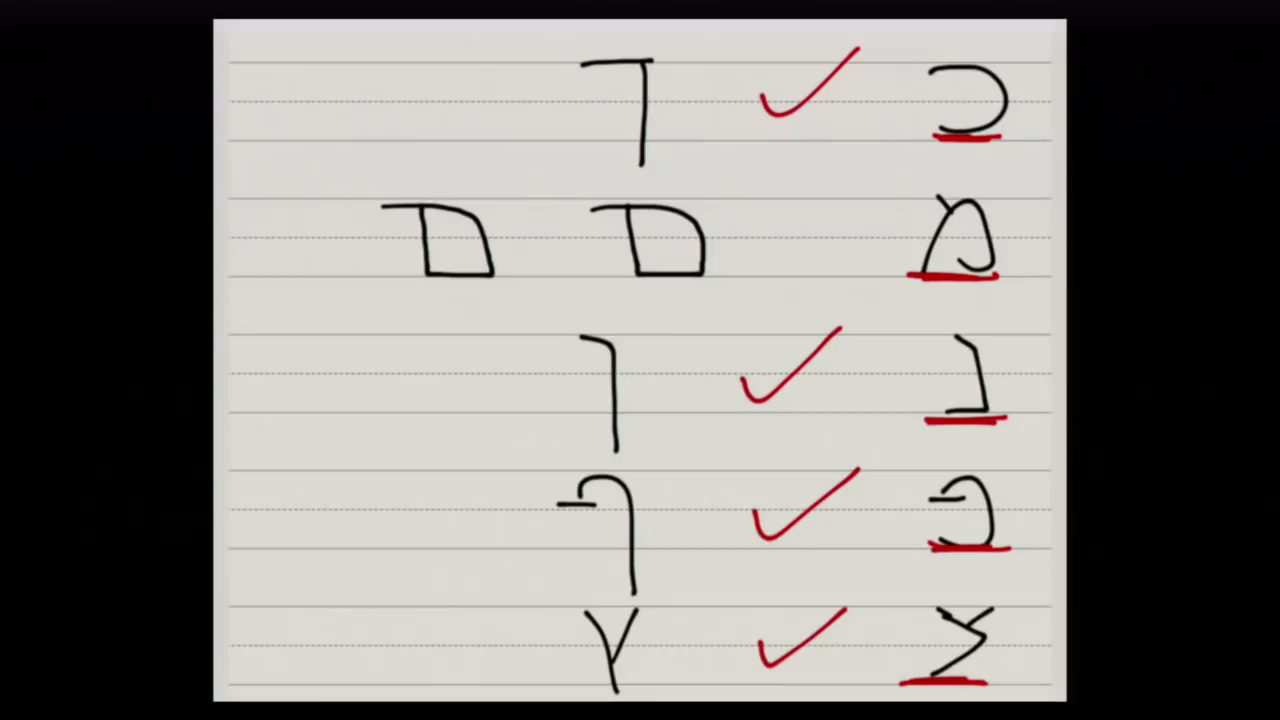 כ ך
מ ם ם
נ ן
פ ף
צ ץ